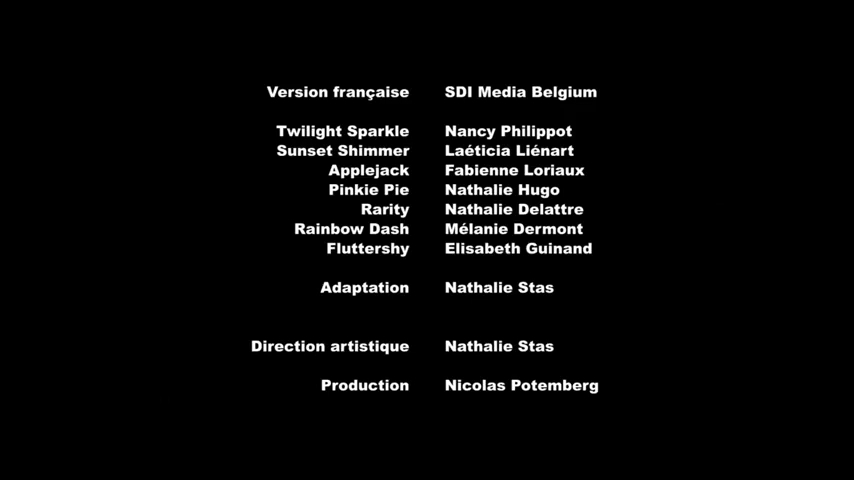 Version française SDI Media Belgium
Twilight Sparkle Nancy Philippot
Sunset Shimmer Laéticia Liénart
Applejack Fabienne Loriaux
Pinkie Pie Nathalie Hugo
Rarity Nathalie Delattre
Rainbow Dash Mélanie Dermont
Fluttershy Elisabeth Guinand
Adaptation Nathalie Stas
Direction artistique Nathalie Stas
Production Nicolas Potemberg